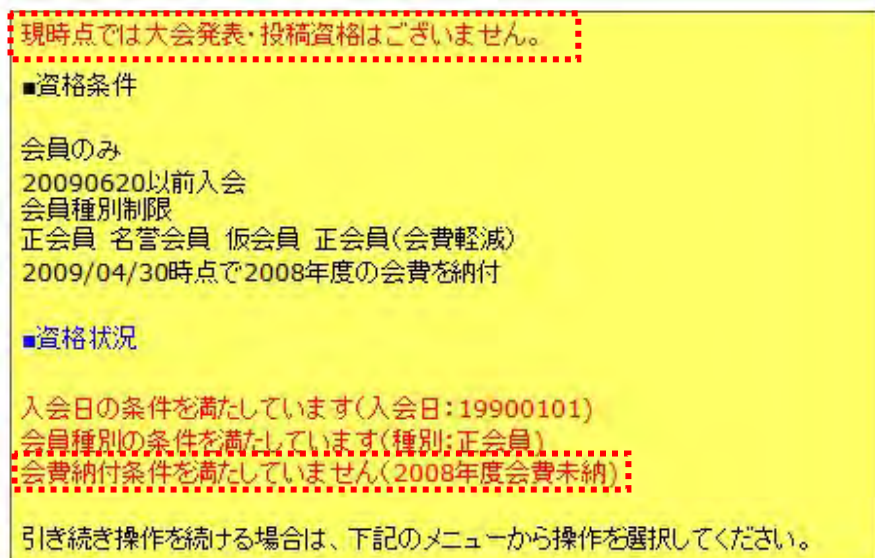 現時点では大会発表・投稿資格はございません。
■資格条件
会員のみ
20090620以前入会
会員種別制限
正会員 名誉会員 仮会員 正会員(会費軽減)
2009/04/30時点で2008年度の会費を納付
■資格状況
入会日の条件を満たしています(入会日:19900101)
会員種別の条件を満たしています(種別:正会員)
会費納付条件を満たしていません(2008年度会費未納)
引き続き操作を続ける場合は、下記のメニューから操作を選択してください。